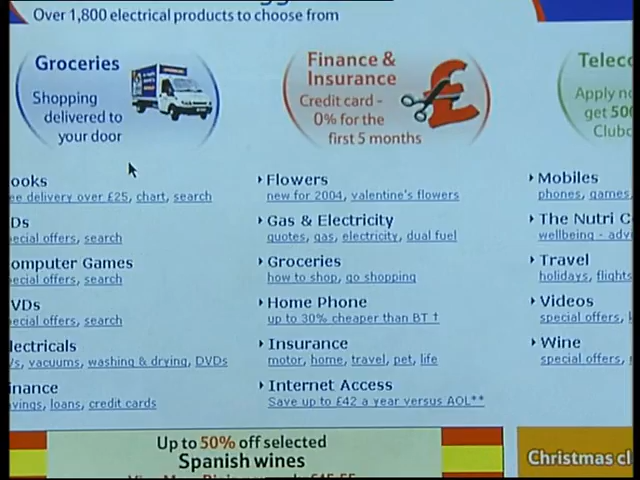 Over 1,800 electrical products to choose from
Groceries
Shopping
delivered to
your door
Finance &
Insurance
Credit card -
0% for the
first 5 months
Apply
get
ooks
ee delivery over £25, chart, search
Ds
ecial offers, search
omputer Games
ecial offers, search
VDs
ecial offers, search
lectricals
vacuums, washing & drying, DVDs
inance
vings, loans, credit cards
Flowers
new for 2004, valentine's flowers
Gas & Electricity
quotes, gas, electricity, dual fuel
Groceries
how to shop, go shopping
Home Phone
up to 30% cheaper than BT †
Insurance
motor, home, travel, pet, life
Internet Access
Save up to £42 a year versus AOL**
Mobiles
phones, games
The Nutri C
wellbeing - advi
Travel
holidays, flights
Videos
special offers,
Wine
special offers,
Up to 50% off selected
Spanish wines
Christmas cl